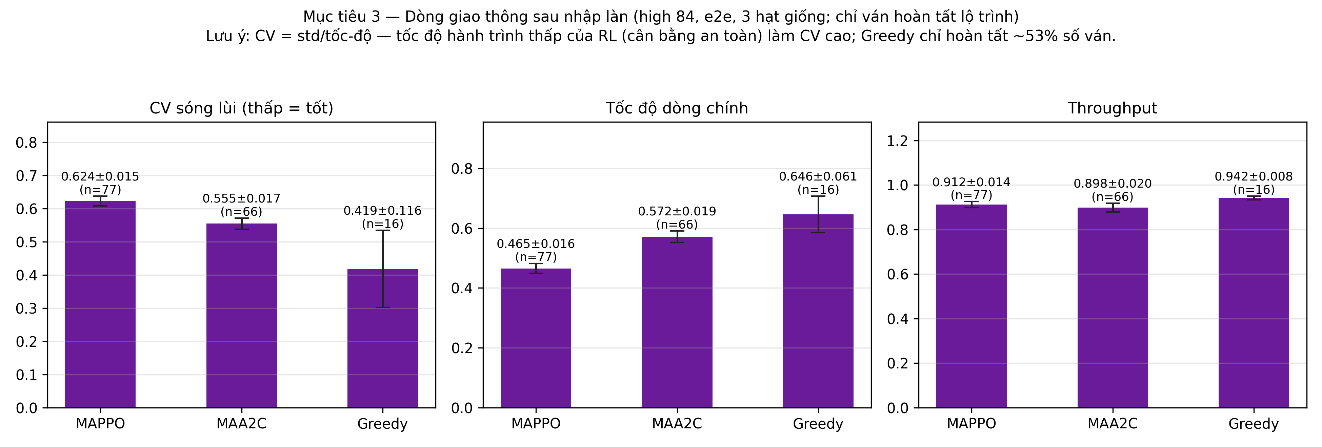 Mục tiêu 3 — Dòng giao thông sau nhập làn (high 84, e2e, 3 hạt giống; chỉ ván hoàn tất lộ trình)
Lưu ý: CV = std/tốc-độ — tốc độ hành trình thấp của RL (cân bằng an toàn) làm CV cao; Greedy chỉ hoàn tất ~53% số ván.
CV sóng lùi (thấp = tốt)
0.8
0.7
0.6
0.5
0.4
0.3
0.2
0.1
0.0
0.624±0.015
(n=77)
0.555±0.017
(n=66)
0.419±0.116
(n=16)
MAPPO
MAA2C
Greedy
Tốc độ dòng chính
0.8
0.6
0.4
0.2
0.0
0.465±0.016
(n=77)
0.572±0.019
(n=66)
0.646±0.061
(n=16)
MAPPO
MAA2C
Greedy
Throughput
1.2
1.0
0.8
0.6
0.4
0.2
0.0
0.912±0.014
(n=77)
0.898±0.020
(n=66)
0.942±0.008
(n=16)
MAPPO
MAA2C
Greedy